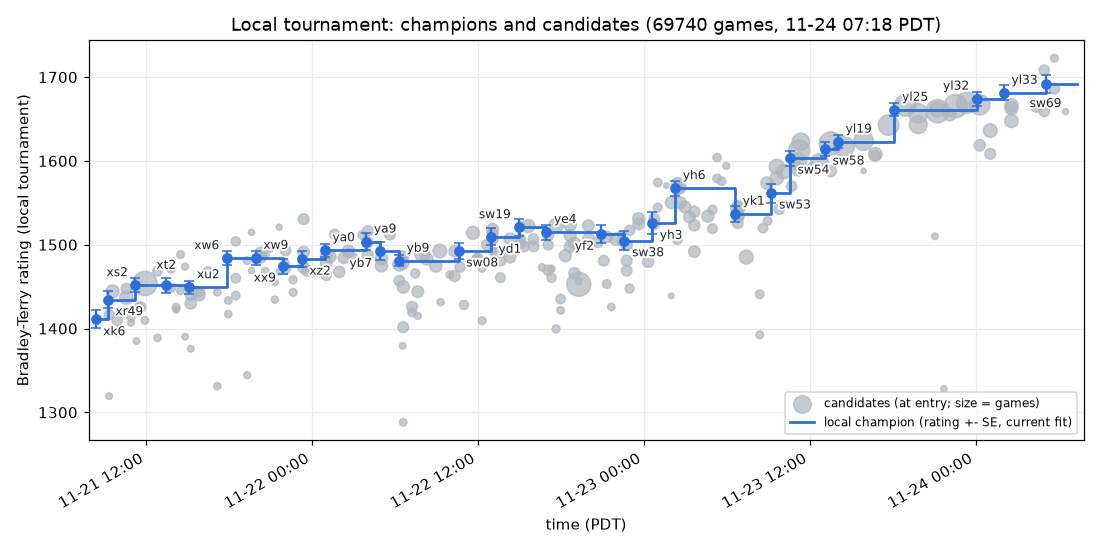 Local tournament: champions and candidates (69740 games, 11-24 07:18 PDT)
Bradley-Terry rating (local tournament)
1700
1600
1500
1400
1300
xk6
xr49
xs2
xt2
xu2
xw6
xx9
xw9
xz2
ya0
yb7
ya9
yb9
sw08
yd1
sw19
ye4
yf2
sw38
yh3
yh6
yk1
sw53
sw54
sw58
yl19
yl25
yl32
yl33
sw69
candidates (at entry; size = games)
local champion (rating +- SE, current fit)
11-21 12:00
11-22 00:00
11-22 12:00
11-23 00:00
11-23 12:00
11-24 00:00
time (PDT)